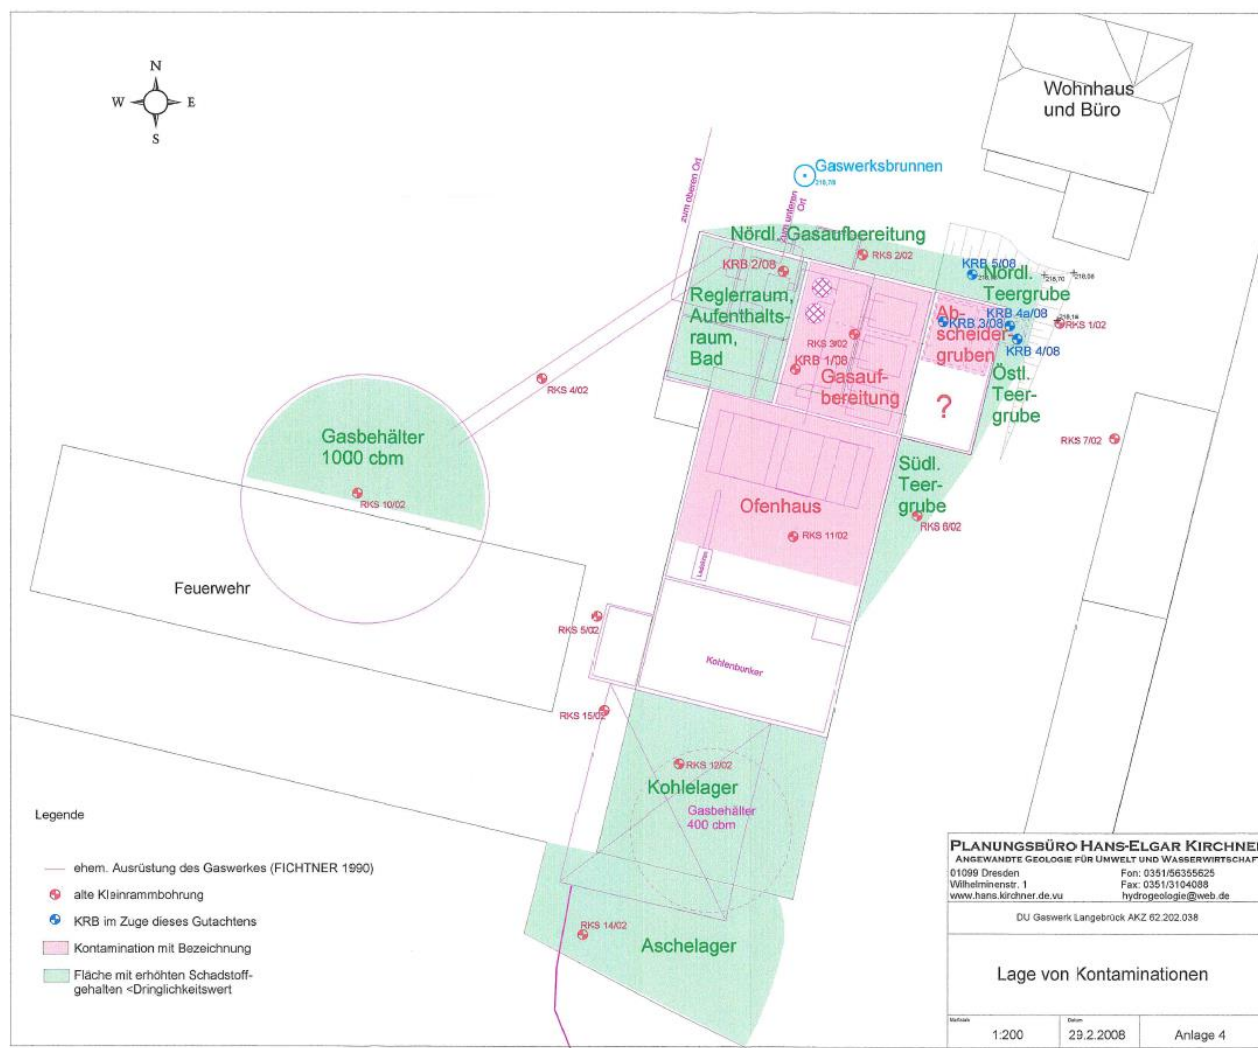 N
W
E
S
Wohnhaus
und Büro
Gaswerksbrunnen
zum oberen Ort
zum unteren
Ort
Nördl. Gasaufbereitung
RKS 2/02
KRB 2/08
KRB 5/08
Nördl.
Teergrube
218,70
218,08
Reglerraum,
Aufenthalts-
raum,
Bad
RKS 3/02
KRB 1/08
Gasauf-
bereitung
Ab-
scheider-
gruben
KRB 3/08
KRB 4a/08
218,16
RKS 1/02
KRB 4/08
Östl.
Teer-
grube
?
RKS 4/02
RKS 7/02
Gasbehälter
1000 cbm
RKS 10/02
Südl.
Teer-
grube
RKS 6/02
Ofenhaus
RKS 11/02
Feuerwehr
RKS 5/02
Kohlenbunker
RKS 15/02
RKS 12/02
Kohlelager
Gasbehälter
400 cbm
RKS 14/02
Aschelager
Legende
ehem. Ausrüstung des Gaswerkes (FICHTNER 1990)
alte Kleinrammbohrung
KRB im Zuge dieses Gutachtens
Kontamination mit Bezeichnung
Fläche mit erhöhten Schadstoff-
gehalten <Dringlichkeitswert
PLANUNGSBÜRO HANS-ELGAR KIRCHNER
ANGEWANDTE GEOLOGIE FÜR UMWELT UND WASSERWIRTSCHAFT
01099 Dresden Fon: 0351/56355625
Wilhelminenstr. 1 Fax: 0351/3104088
www.hans.kirchner.de.vu hydrogeologie@web.de
DU Gaswerk Langebrück AKZ 62.202.038
Lage von Kontaminationen
Maßstab
1:200
Datum
29.2.2008
Anlage 4